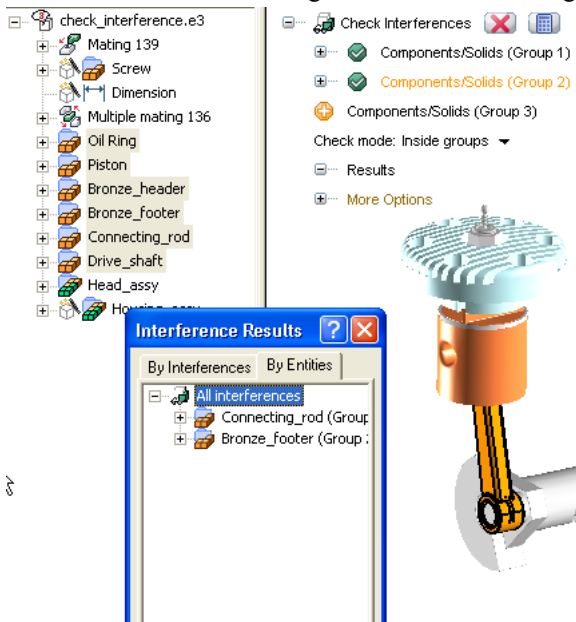 check_interference.e3
Mating 139
Screw
Dimension
Multiple mating 136
Oil Ring
Piston
Bronze_header
Bronze_footer
Connecting_rod
Drive_shaft
Head_assy
Check Interferences
Components/Solids (Group 1)
Components/Solids (Group 2)
Components/Solids (Group 3)
Check mode: Inside groups
Results
More Options
Interference Results
By Interferences By Entities
All interferences
Connecting_rod (Group
Bronze_footer (Group